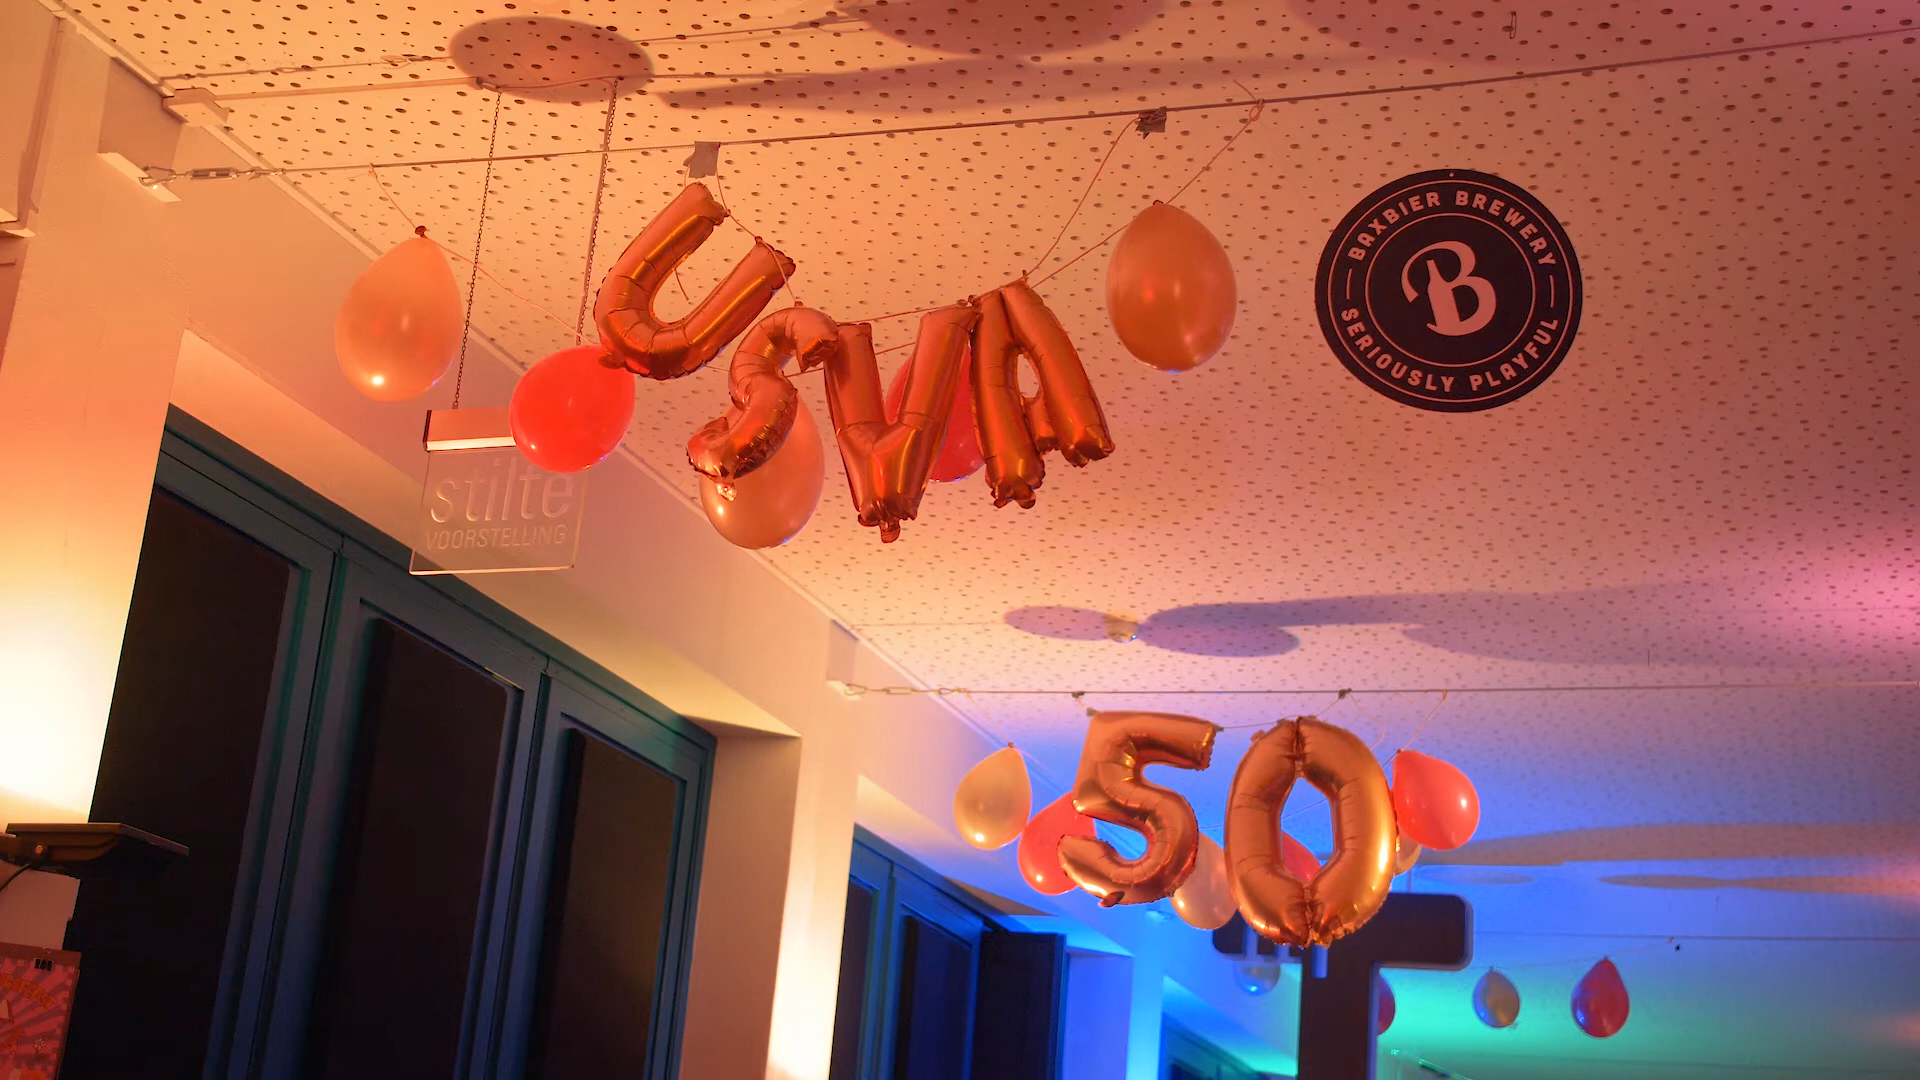 USVA
BAXBIER BREWERY
B
SERIOUSLY PLAYFUL
stilte
VOORSTELLING
50